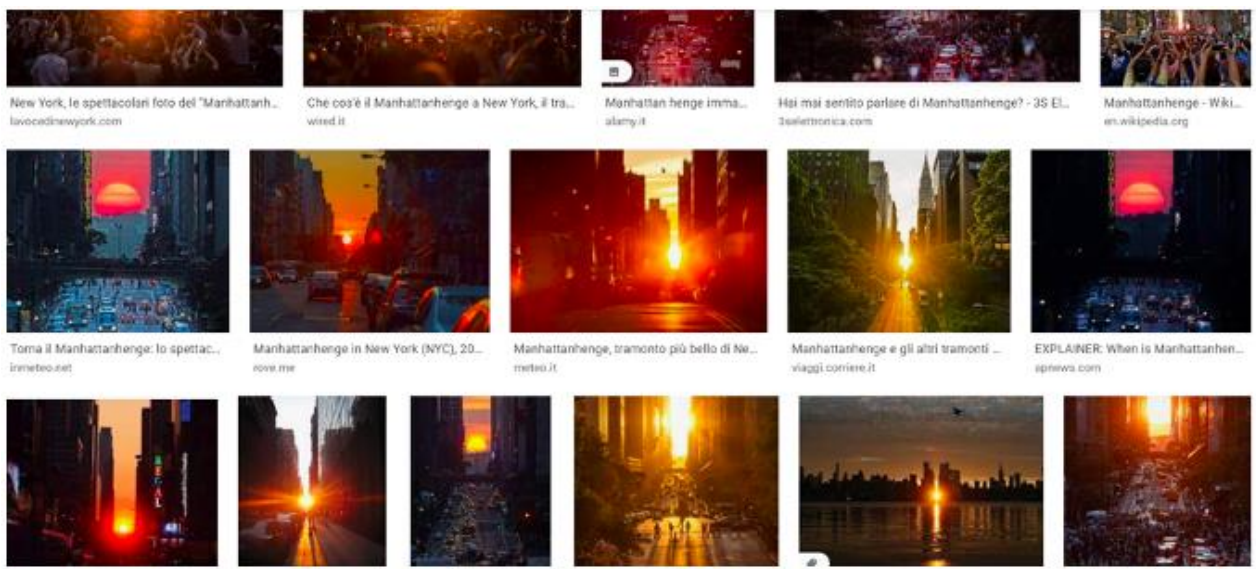 New York, le spettacolari foto del "Manhattanh...
lavocedinewyork.com
Che cos'è il Manhattanhenge a New York, il tra...
wired.it
Manhattan henge imma...
alamy.it
Hai mai sentito parlare di Manhattanhenge? - 3S El...
3selettronica.com
Manhattanhenge - Wiki...
en.wikipedia.org
Torna il Manhattanhenge: lo spettac...
inmeteo.net
Manhattanhenge in New York (NYC), 20...
rove.me
Manhattanhenge, tramonto più bello di Ne...
meteo.it
Manhattanhenge e gli altri tramonti ...
viaggi.corriere.it
EXPLAINER: When is Manhattanhen...
apnews.com
REGAL